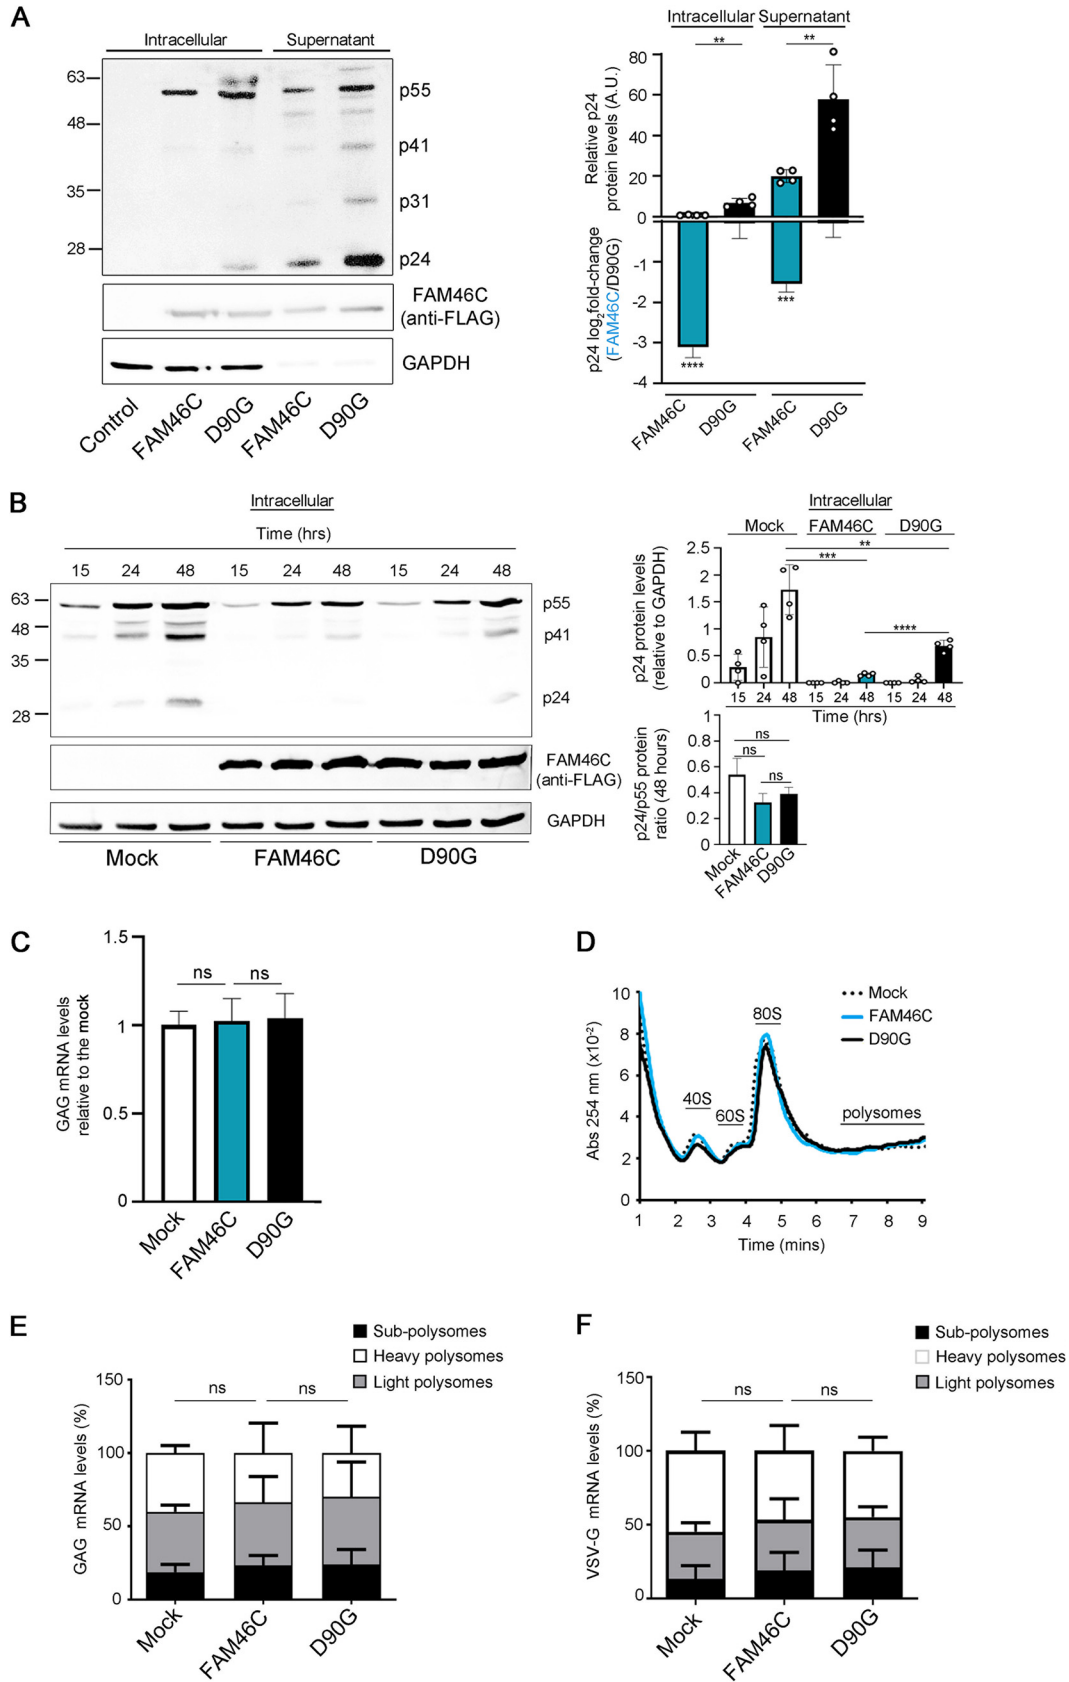 A
Intracellular
Supernatant
63
48
35
28
p55
p41
p31
p24
FAM46C
(anti-FLAG)
GAPDH
Control
FAM46C
D90G
FAM46C
D90G
Intracellular Supernatant
** **
Relative p24
protein levels (A.U.)
80
60
40
20
0
p24 log2fold-change
(FAM46C/D90G)
-1
-2
-3
-4
****
***
FAM46C
D90G
FAM46C
D90G
B
Intracellular
Time (hrs)
15 24 48 15 24 48 15 24 48
63
48
35
28
p55
p41
p24
FAM46C
(anti-FLAG)
GAPDH
Mock FAM46C D90G
Intracellular
Mock FAM46C D90G
**
***
****
p24 protein levels
(relative to GAPDH)
2.5
2
1.5
1
0.5
0
15 24 48 15 24 48 15 24 48
Time (hrs)
p24/p55 protein
ratio (48 hours)
1
0.8
0.6
0.4
0.2
0
ns
ns
ns
Mock
FAM46C
D90G
C
GAG mRNA levels
relative to the mock
1.5
1
0.5
0
ns ns
Mock
FAM46C
D90G
D
Abs 254 nm (x10-2)
10
8
6
4
2
0
Mock
FAM46C
D90G
80S
40S
60S
polysomes
1 2 3 4 5 6 7 8 9
Time (mins)
E
Sub-polysomes
Heavy polysomes
Light polysomes
GAG mRNA levels (%)
150
100
50
0
ns ns
Mock
FAM46C
D90G
F
Sub-polysomes
Heavy polysomes
Light polysomes
VSV-G mRNA levels (%)
150
100
50
0
ns ns
Mock
FAM46C
D90G